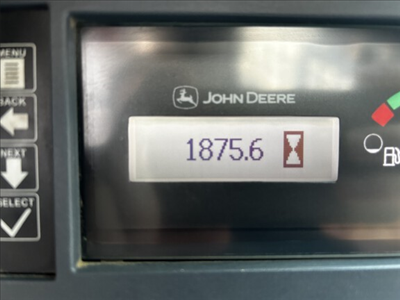 MENU
BACK
NEXT
SELECT
JOHN DEERE
1875.6